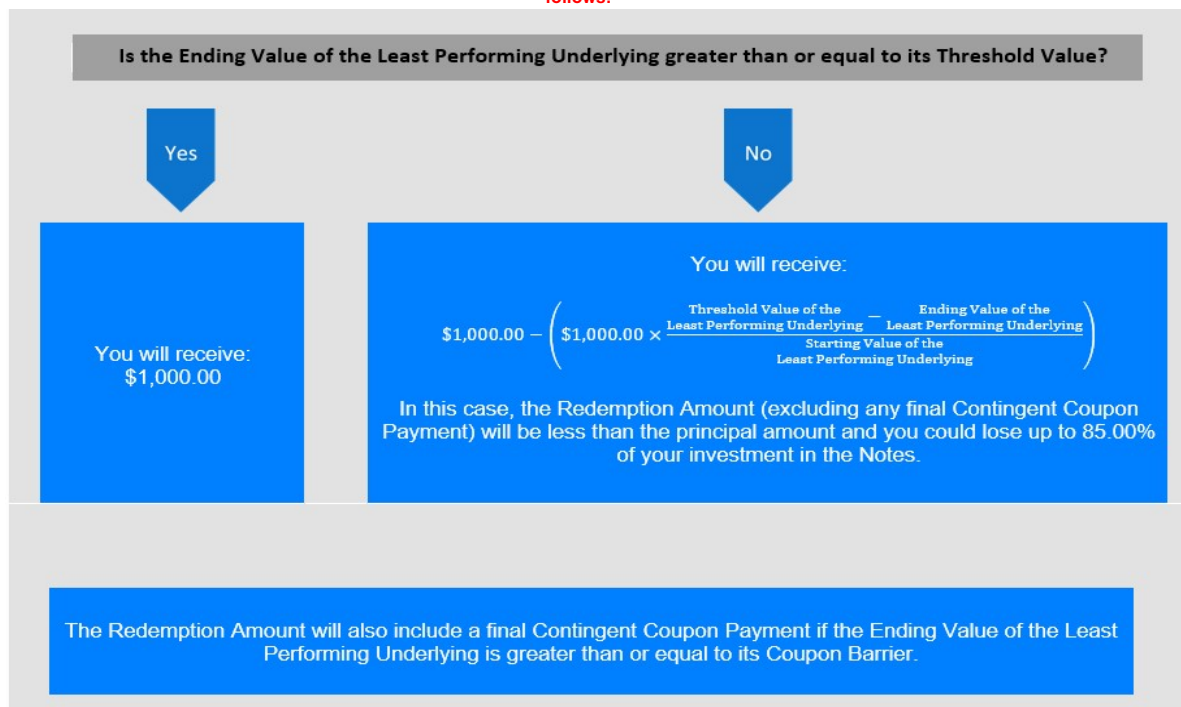 follows:
Is the Ending Value of the Least Performing Underlying greater than or equal to its Threshold Value?
Yes
No
You will receive:
$1,000.00
You will receive:
$1,000.00 − ($1,000.00 × (Threshold Value of the Least Performing Underlying − Ending Value of the Least Performing Underlying) / Starting Value of the Least Performing Underlying)
In this case, the Redemption Amount (excluding any final Contingent Coupon
Payment) will be less than the principal amount and you could lose up to 85.00%
of your investment in the Notes.
The Redemption Amount will also include a final Contingent Coupon Payment if the Ending Value of the Least
Performing Underlying is greater than or equal to its Coupon Barrier.